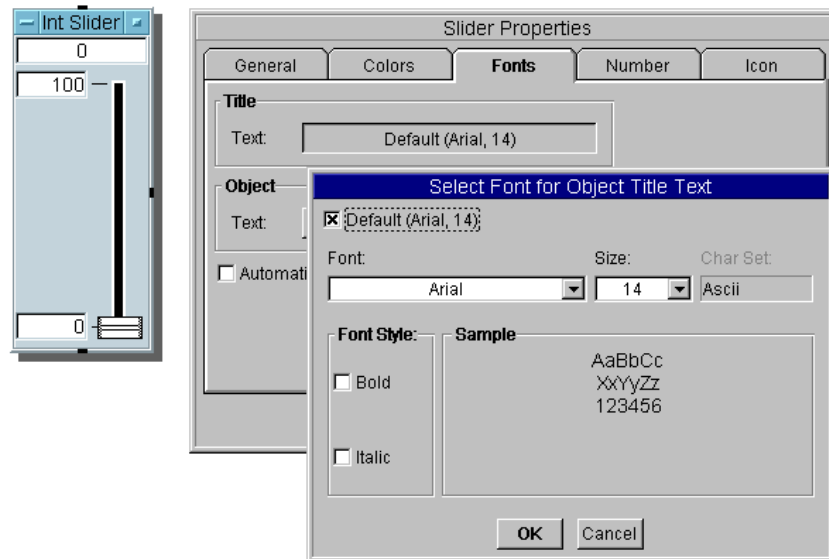 Int Slider
0
100
0
Slider Properties
General Colors Fonts Number Icon
Title
Text: Default (Arial, 14)
Object
Text:
Automati
Select Font for Object Title Text
Default (Arial, 14)
Font: Size: Char Set:
Arial 14 Ascii
Font Style:
Bold
Italic
Sample
AaBbCc
XxYyZz
123456
OK Cancel